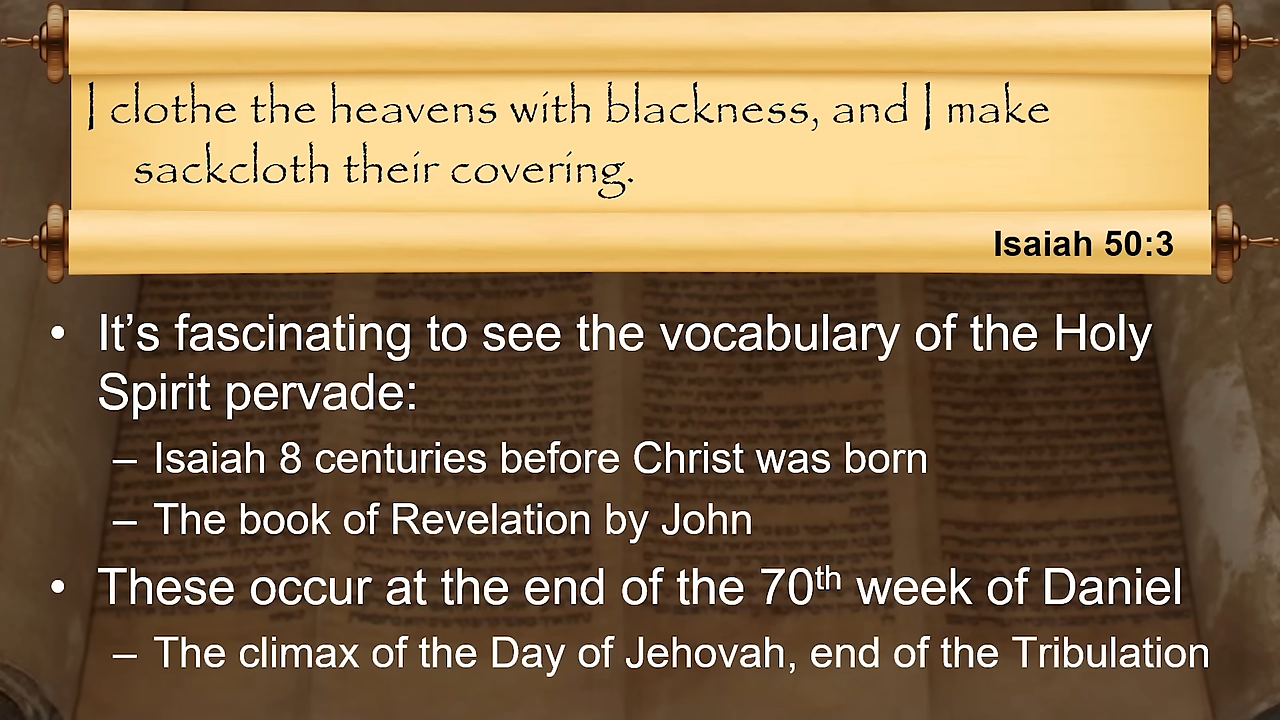 I clothe the heavens with blackness, and I make
sackcloth their covering.
Isaiah 50:3
• It’s fascinating to see the vocabulary of the Holy
Spirit pervade:
– Isaiah 8 centuries before Christ was born
– The book of Revelation by John
• These occur at the end of the 70th week of Daniel
– The climax of the Day of Jehovah, end of the Tribulation